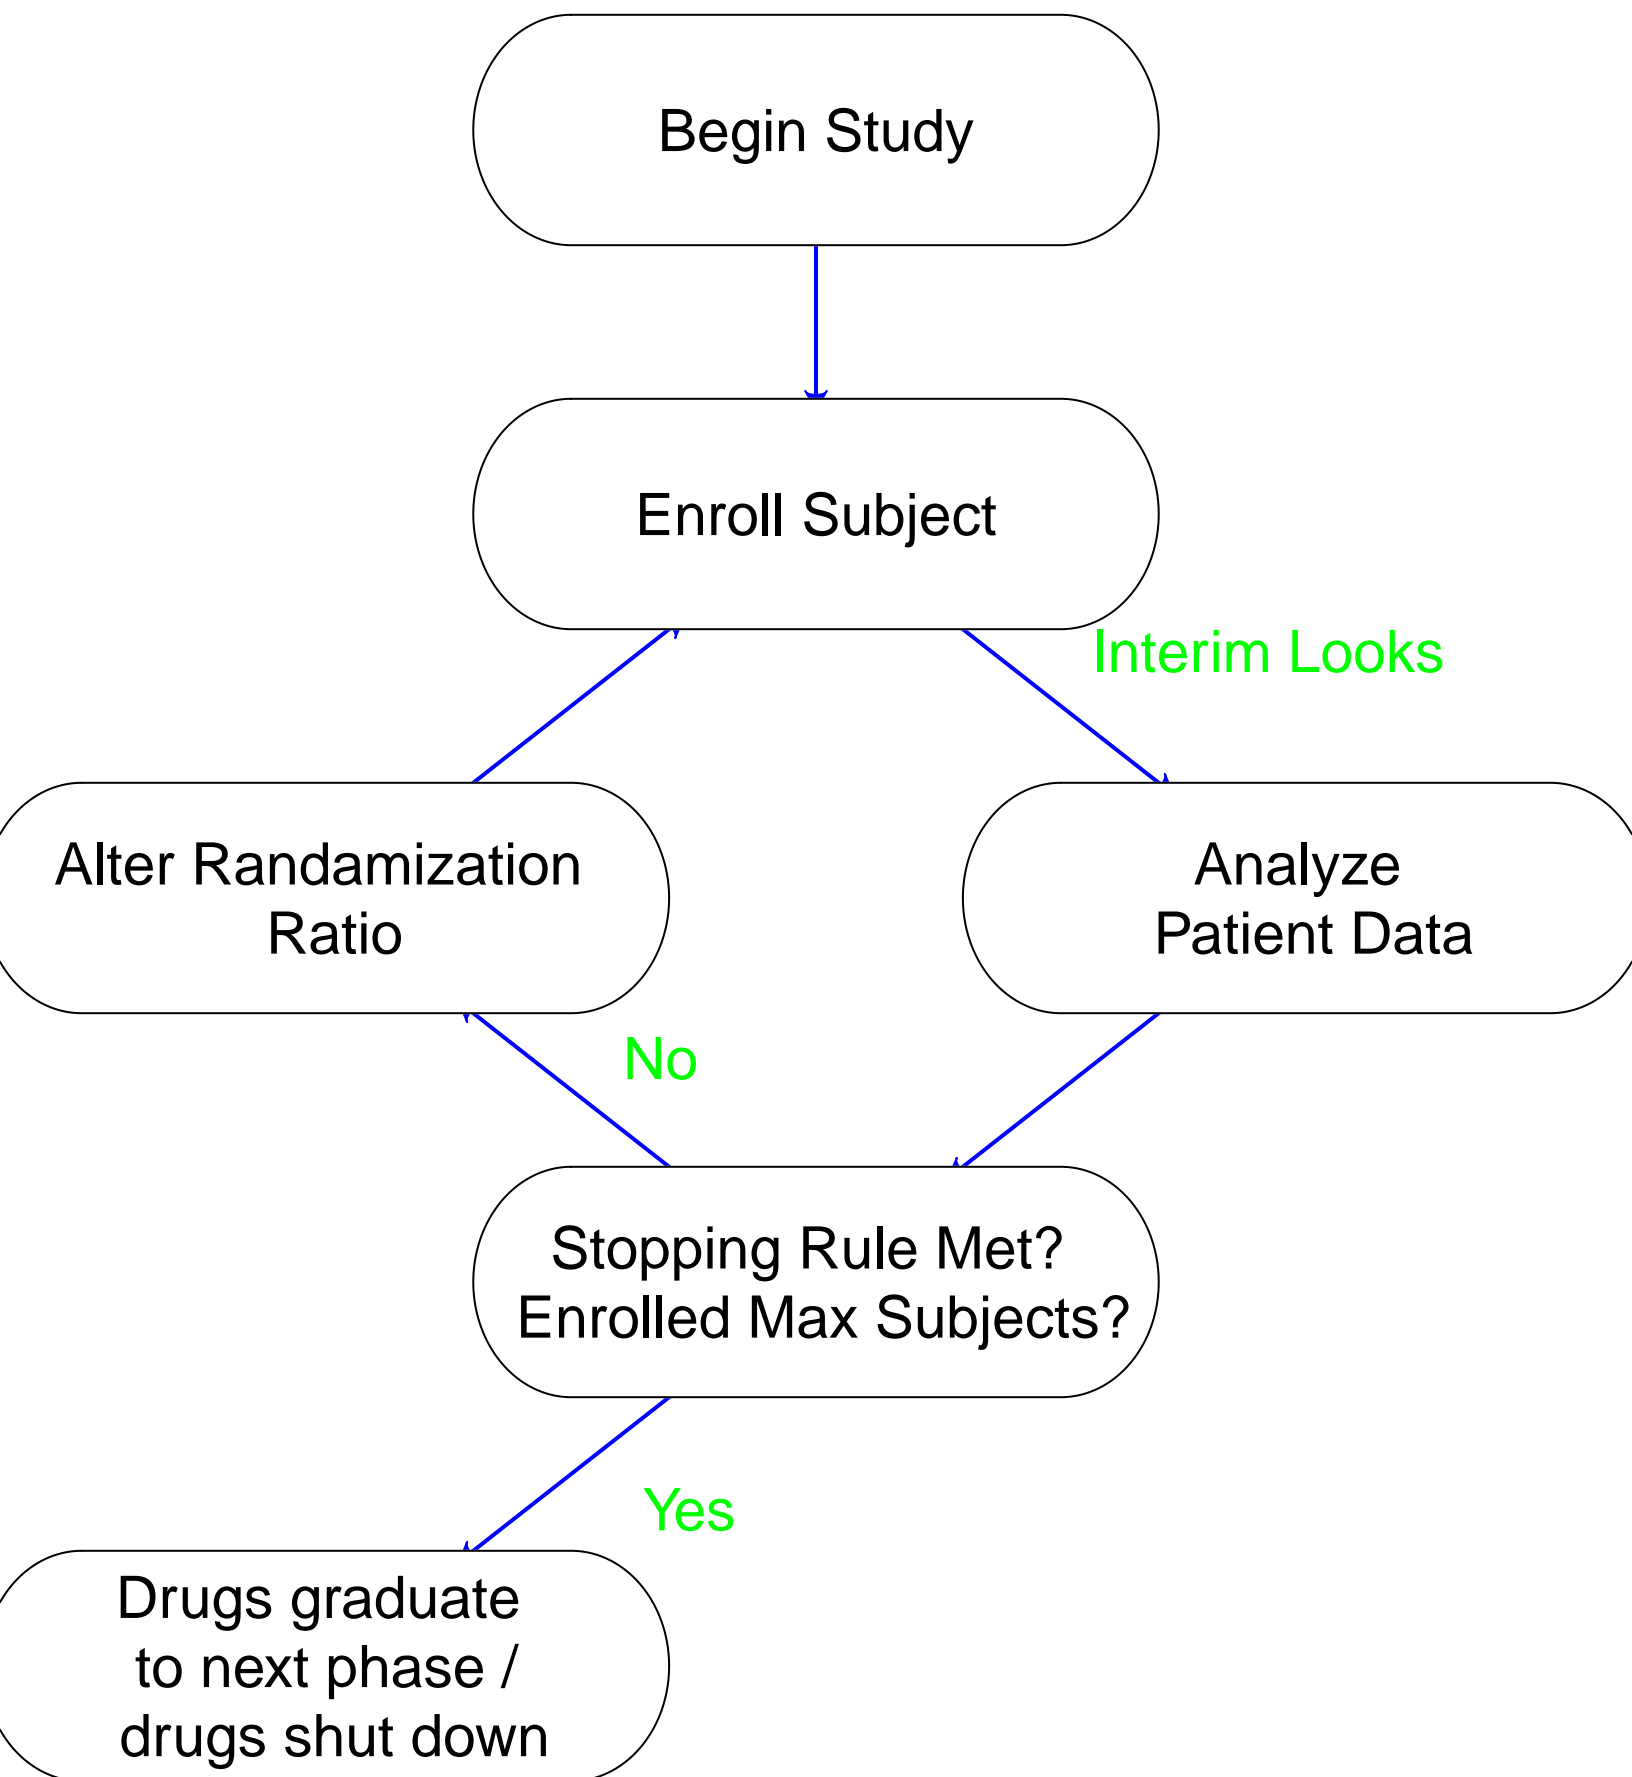 Begin Study
Enroll Subject
Interim Looks
Alter Randamization
Ratio
Analyze
Patient Data
No
Stopping Rule Met?
Enrolled Max Subjects?
Yes
Drugs graduate
to next phase /
drugs shut down